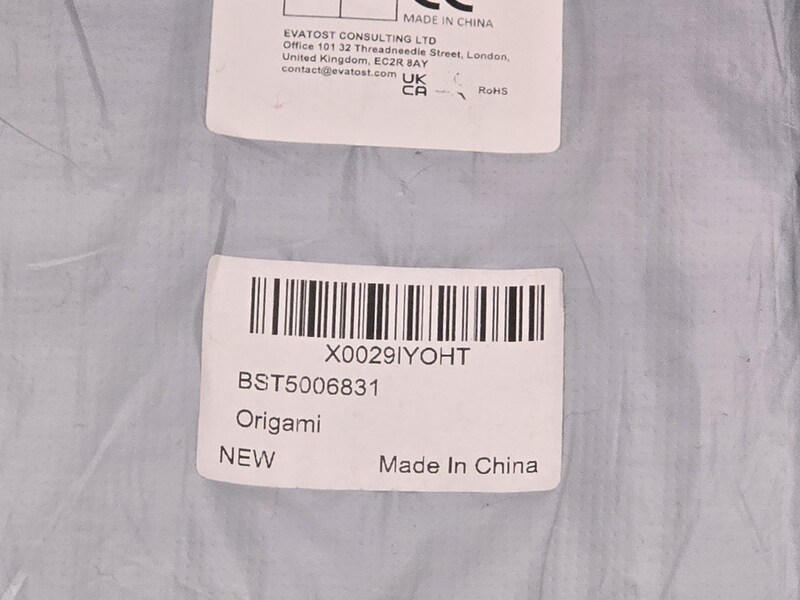 MADE IN CHINA
EVATOST CONSULTING LTD
Office 101 32 Threadneedle Street, London,
United Kingdom, EC2R 8AY
contact@evatost.com
UK
CA
RoHS
X0029IYOHT
BST5006831
Origami
NEW
Made In China